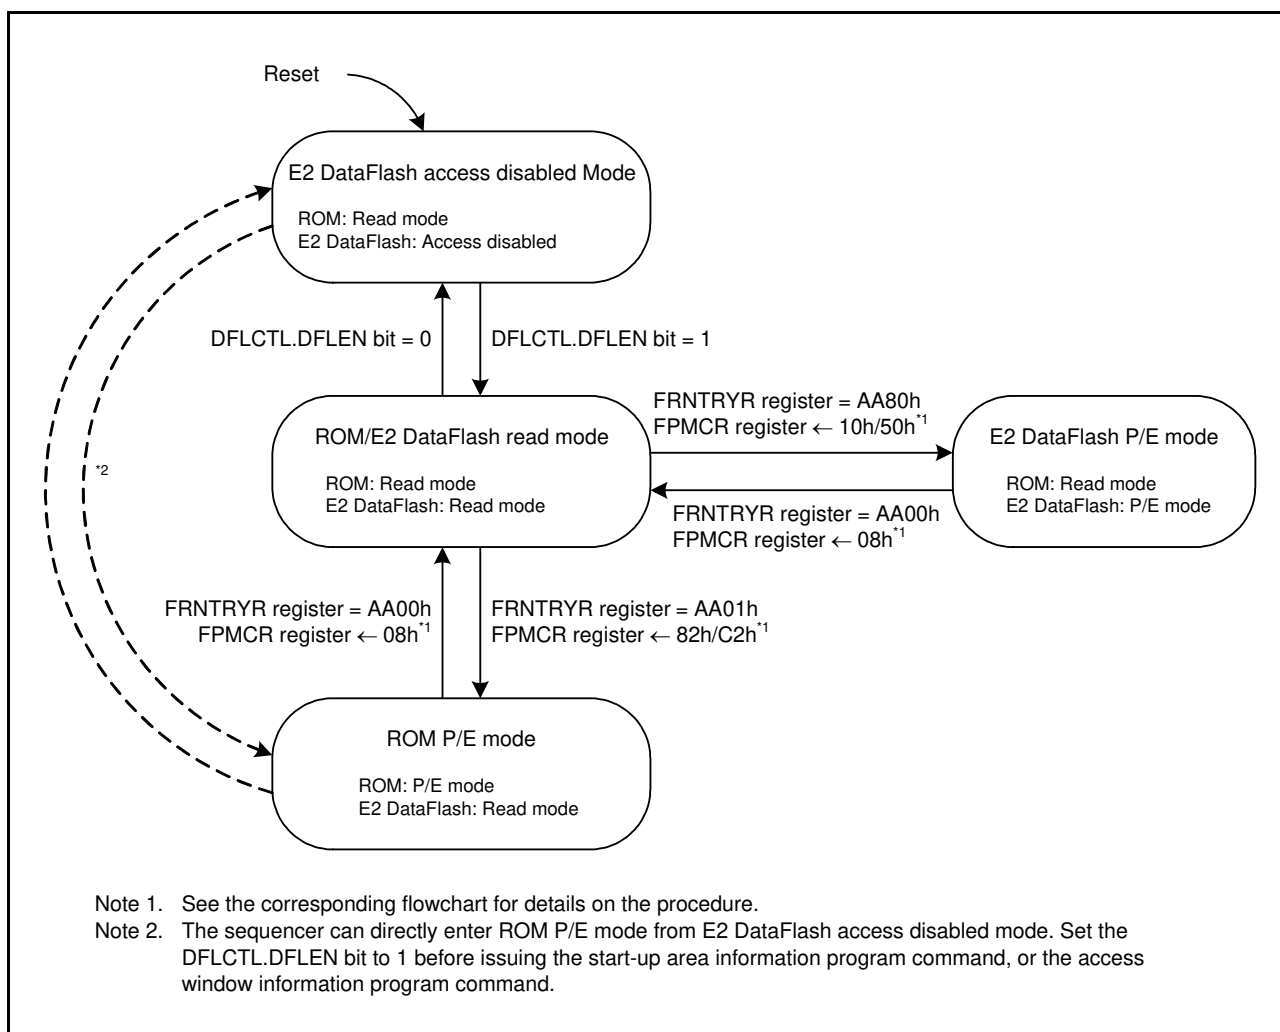 Reset
E2 DataFlash access disabled Mode
ROM: Read mode
E2 DataFlash: Access disabled
DFLCTL.DFLEN bit = 0
DFLCTL.DFLEN bit = 1
FRNTRYR register = AA80h
FPMCR register ← 10h/50h*1
ROM/E2 DataFlash read mode
ROM: Read mode
E2 DataFlash: Read mode
E2 DataFlash P/E mode
ROM: Read mode
E2 DataFlash: P/E mode
*2
FRNTRYR register = AA00h
FPMCR register ← 08h*1
FRNTRYR register = AA00h
FPMCR register ← 08h*1
FRNTRYR register = AA01h
FPMCR register ← 82h/C2h*1
ROM P/E mode
ROM: P/E mode
E2 DataFlash: Read mode
Note 1. See the corresponding flowchart for details on the procedure.
Note 2. The sequencer can directly enter ROM P/E mode from E2 DataFlash access disabled mode. Set the
DFLCTL.DFLEN bit to 1 before issuing the start-up area information program command, or the access
window information program command.